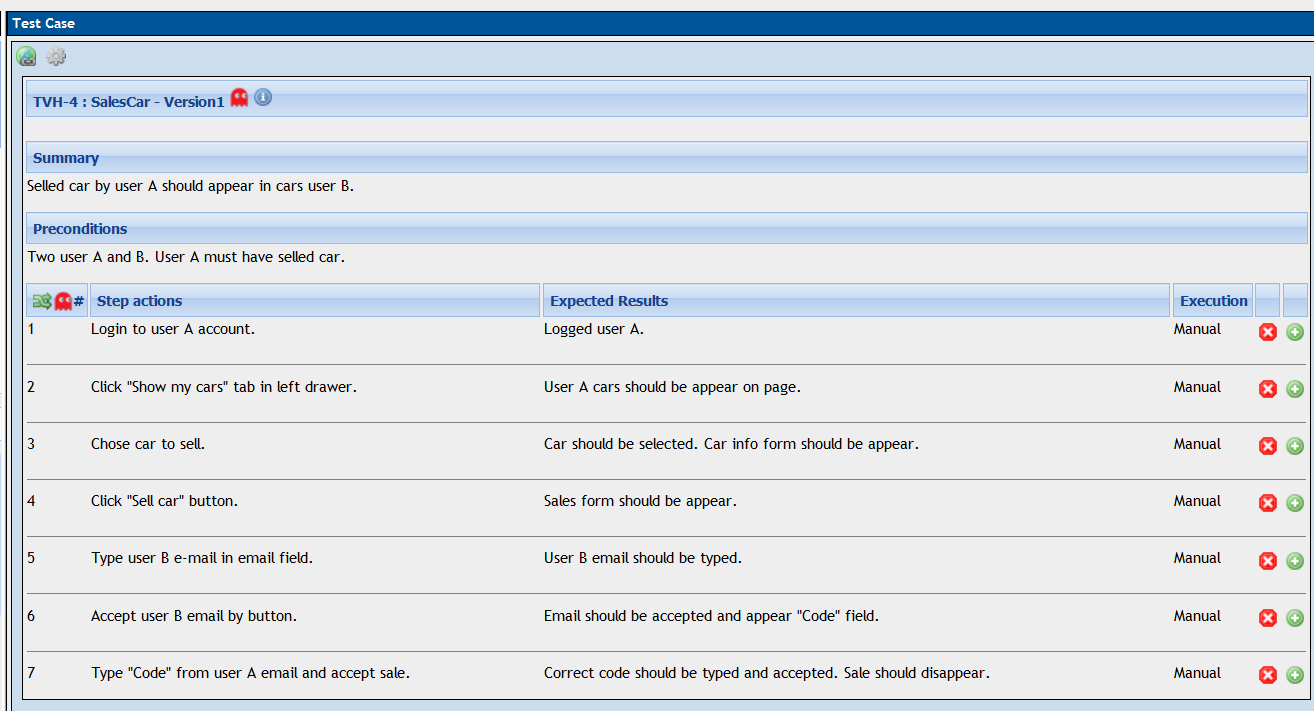 Test Case
TVH-4 : SalesCar - Version1
Summary
Selled car by user A should appear in cars user B.
Preconditions
Two user A and B. User A must have selled car.
# Step actions Expected Results Execution
1 Login to user A account. Logged user A. Manual
2 Click "Show my cars" tab in left drawer. User A cars should be appear on page. Manual
3 Chose car to sell. Car should be selected. Car info form should be appear. Manual
4 Click "Sell car" button. Sales form should be appear. Manual
5 Type user B e-mail in email field. User B email should be typed. Manual
6 Accept user B email by button. Email should be accepted and appear "Code" field. Manual
7 Type "Code" from user A email and accept sale. Correct code should be typed and accepted. Sale should disappear. Manual